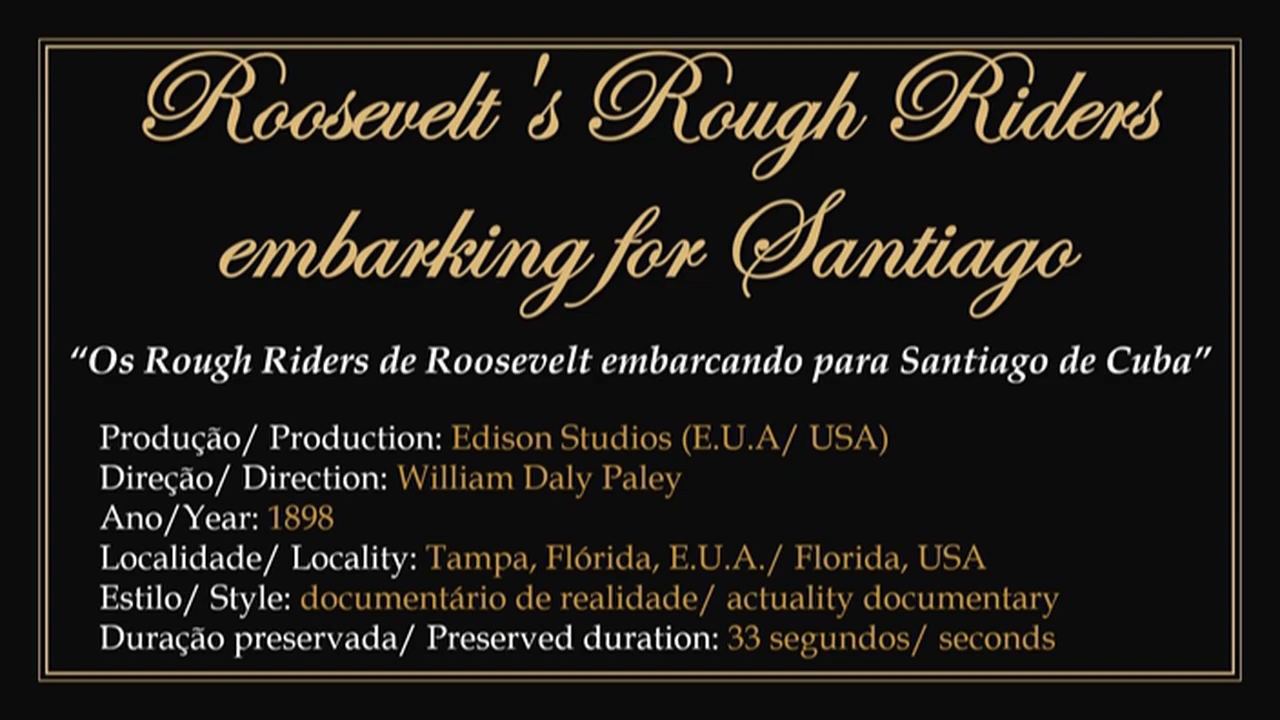 Roosevelt 's Rough Riders
embarking for Santiago
“Os Rough Riders de Roosevelt embarcando para Santiago de Cuba”
Produção/ Production: Edison Studios (E.U.A/ USA)
Direção/ Direction: William Daly Paley
Ano/Year: 1898
Localidade/ Locality: Tampa, Flórida, E.U.A./ Florida, USA
Estilo/ Style: documentário de realidade/ actuality documentary
Duração preservada/ Preserved duration: 33 segundos/ seconds